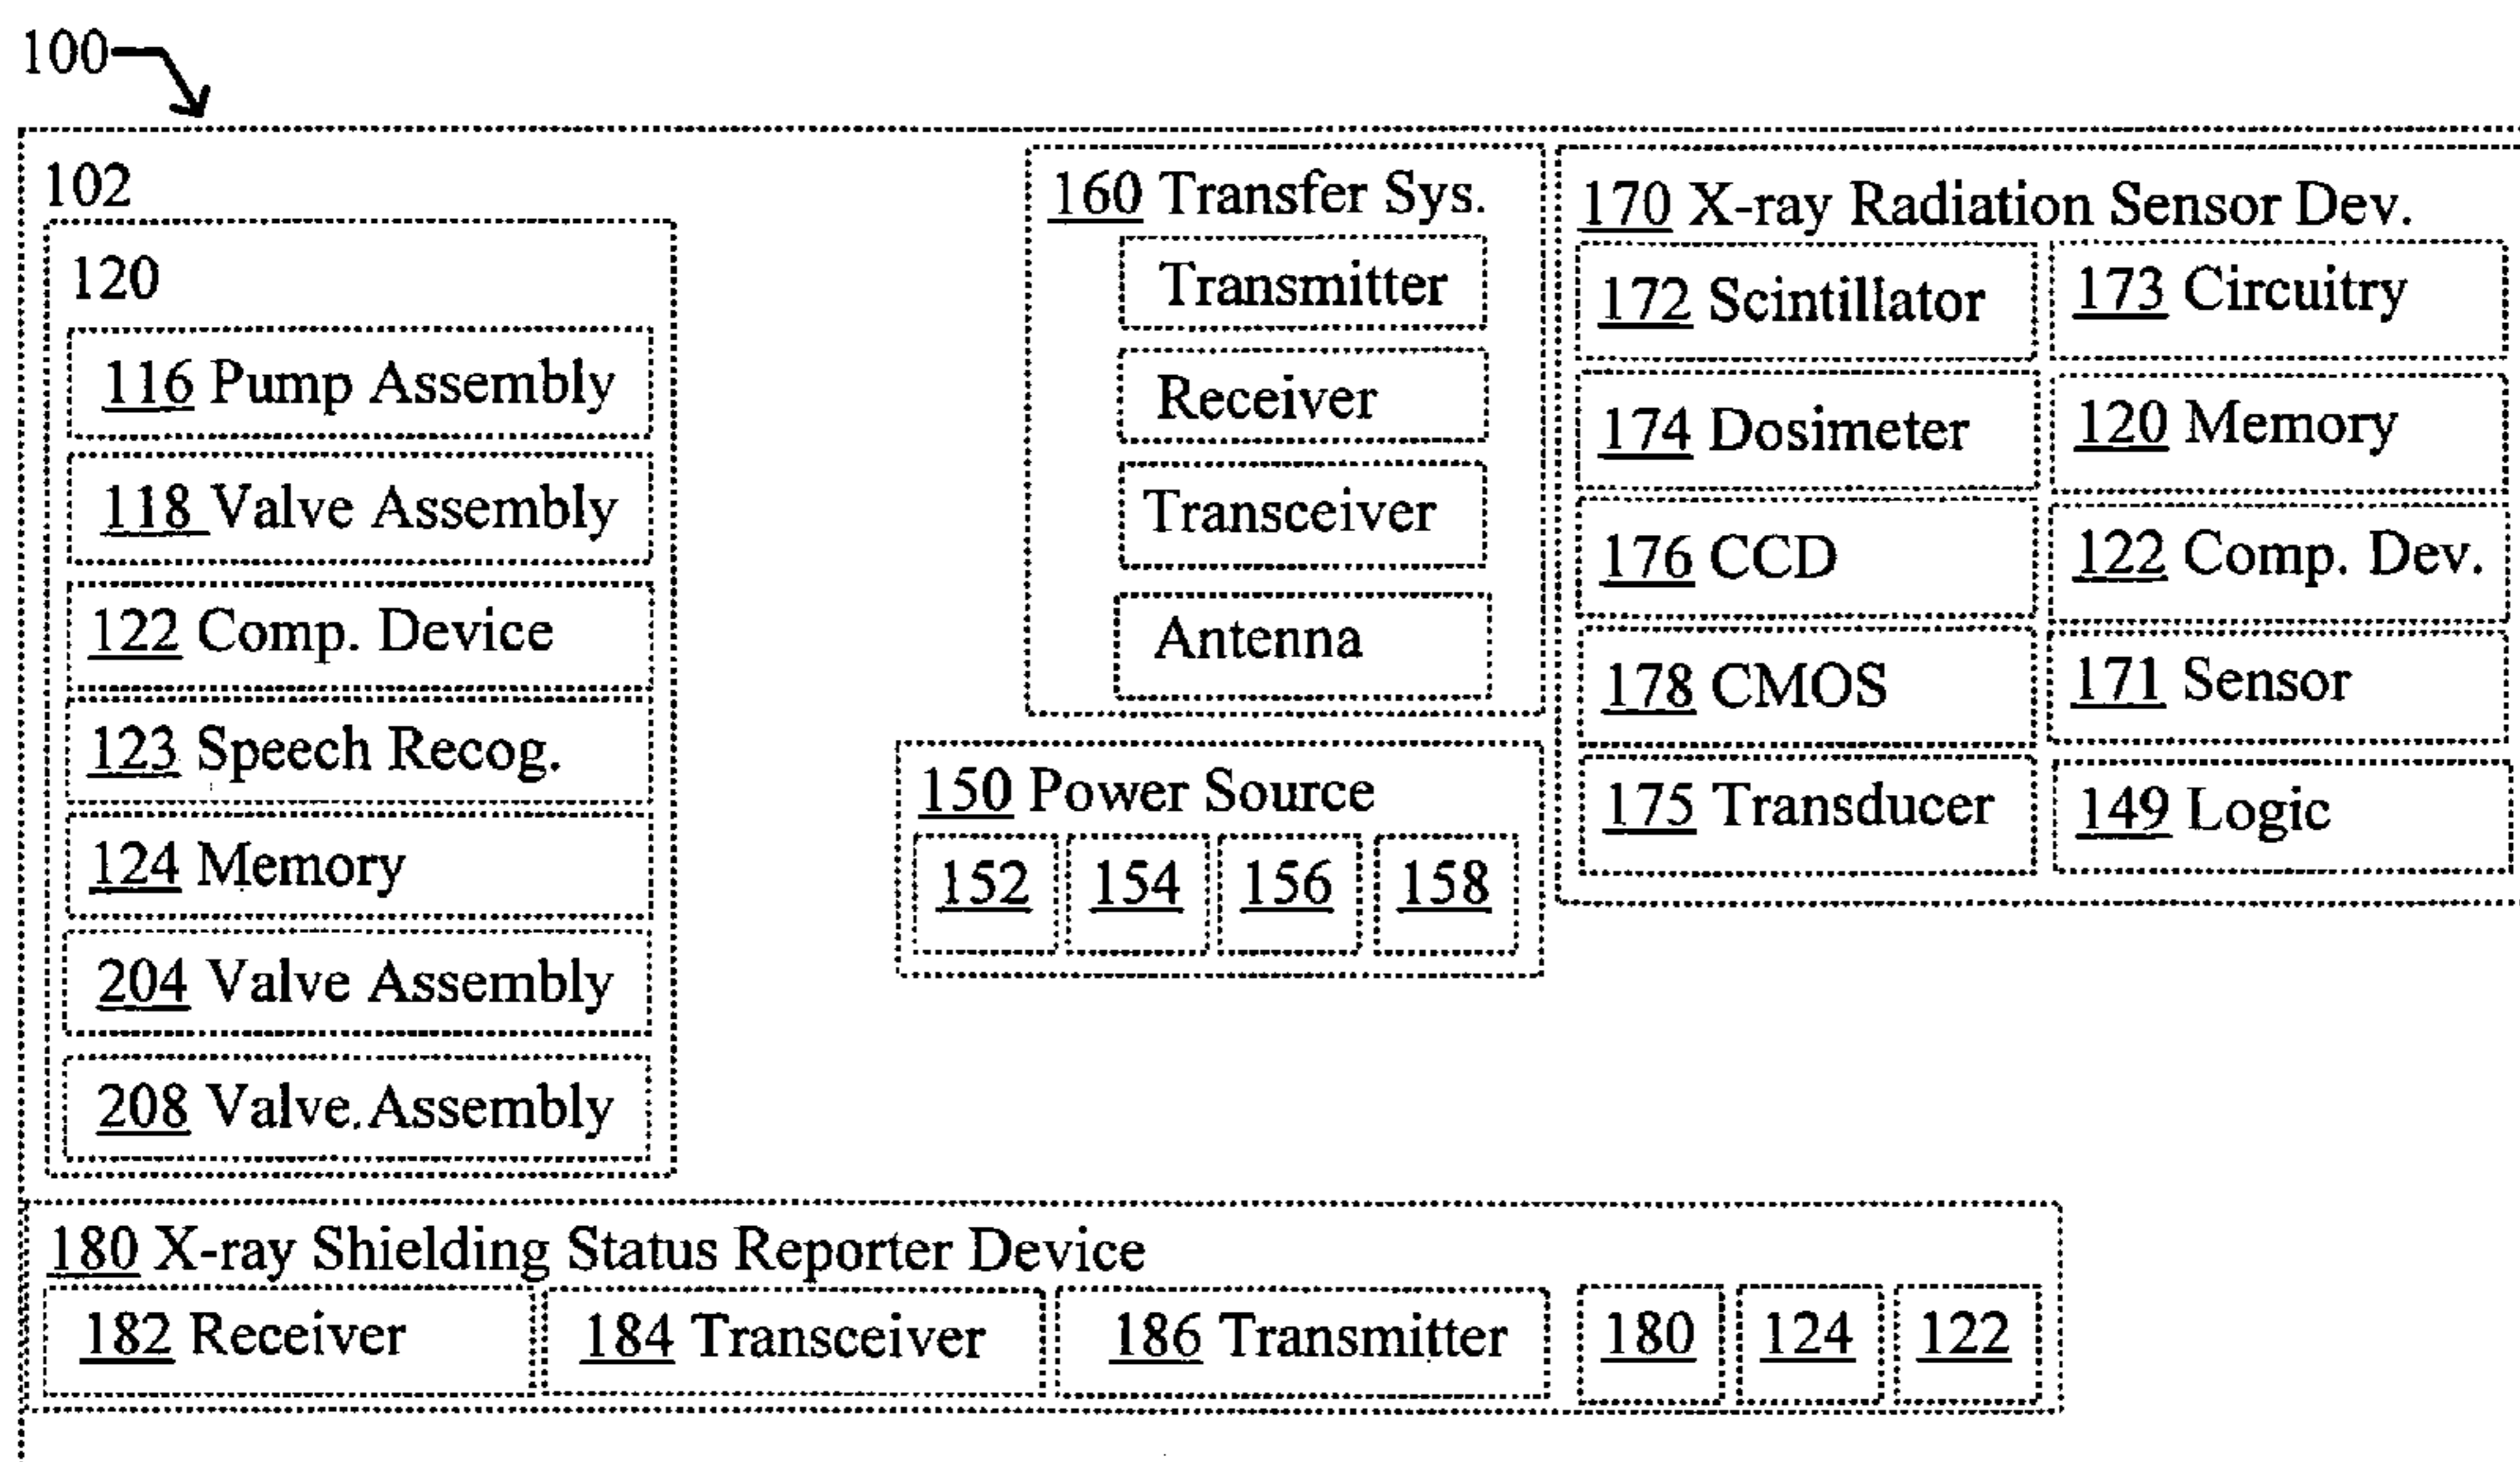 100
102
120
116 Pump Assembly
118 Valve Assembly
122 Comp. Device
123 Speech Recog.
124 Memory
204 Valve Assembly
208 Valve Assembly
160 Transfer Sys.
Transmitter
Receiver
Transceiver
Antenna
150 Power Source
152 154 156 158
170 X-ray Radiation Sensor Dev.
172 Scintillator
173 Circuitry
174 Dosimeter
120 Memory
176 CCD
122 Comp. Dev.
178 CMOS
171 Sensor
175 Transducer
149 Logic
180 X-ray Shielding Status Reporter Device
182 Receiver 184 Transceiver 186 Transmitter 180 124 122